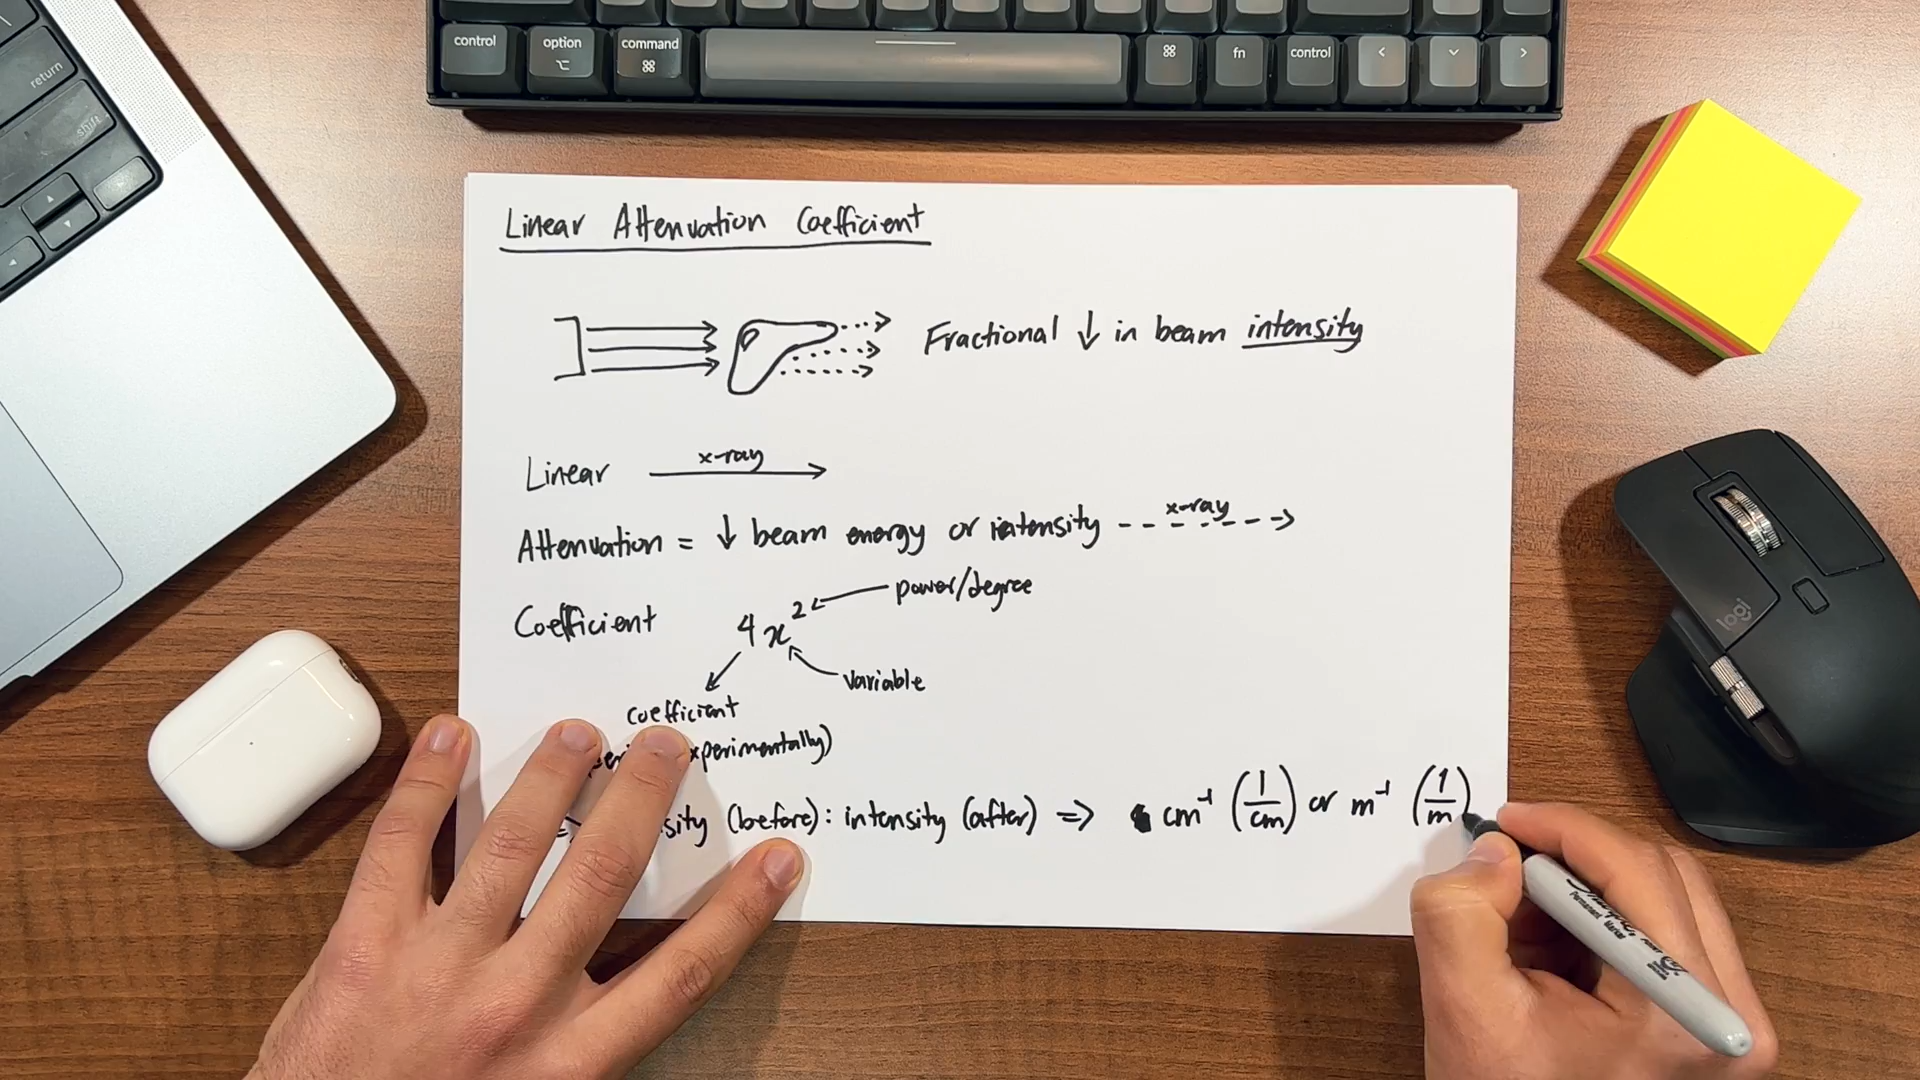 return
shift
control option command ⌘ fn control < ⌵ >
⌥ ⌘
Linear Attenuation Coefficient
Fractional ↓ in beam intensity
Linear x-ray
Attenuation = ↓ beam energy or intensity x-ray
Coefficient 4x² power/degree
variable
coefficient
xperimentally)
sity (before): intensity (after) ⇒ cm⁻¹ (1/cm) or m⁻¹ (1/m)
logi
Sharpie